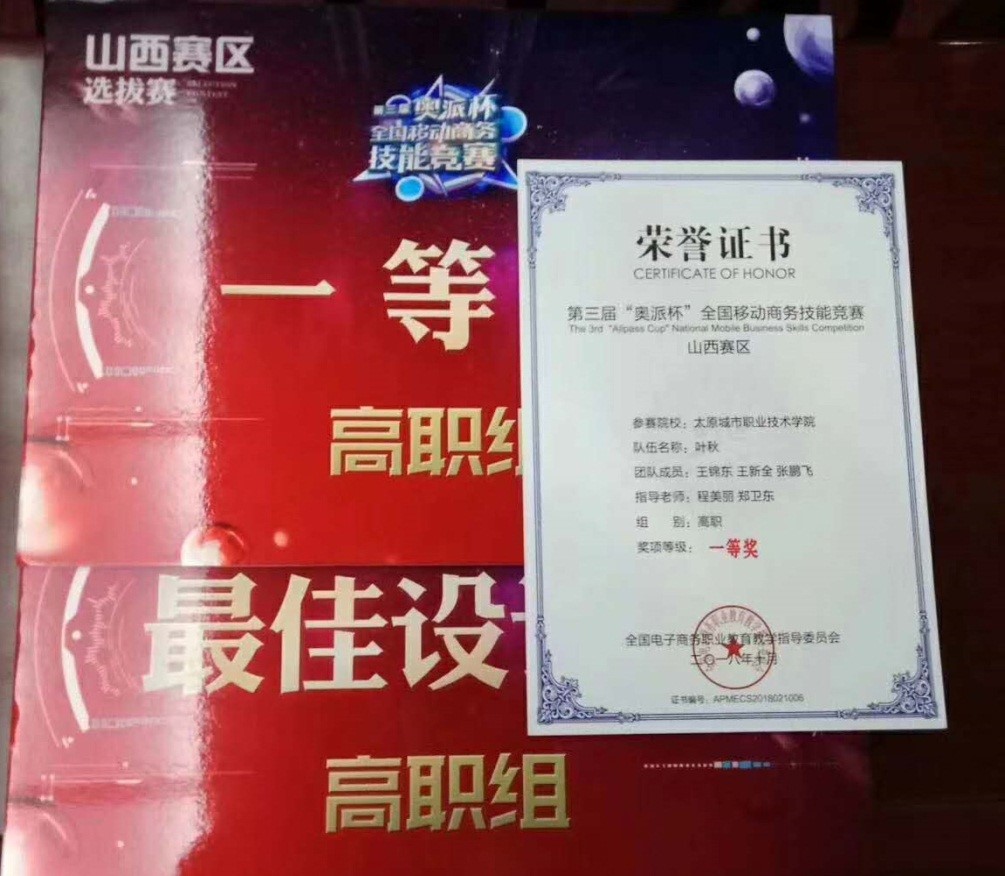 山西赛区
选拔赛
SELECTION
CONTEST
第三届 奥派杯
全国移动商务
技能竞赛
一等
高职组
最佳设
高职组
荣誉证书
CERTIFICATE OF HONOR
第三届“奥派杯”全国移动商务技能竞赛
The 3rd "Allpass Cup" National Mobile Business Skills Competition
山西赛区
参赛院校：太原城市职业技术学院
队伍名称：叶秋
团队成员：王锦东 王新全 张鹏飞
指导老师：程美丽 郑卫东
组 别：高职
奖项等级：一等奖
全国电子商务职业教育教学指导委员会
二〇一八年十月
证书编号：APMECS2018021006